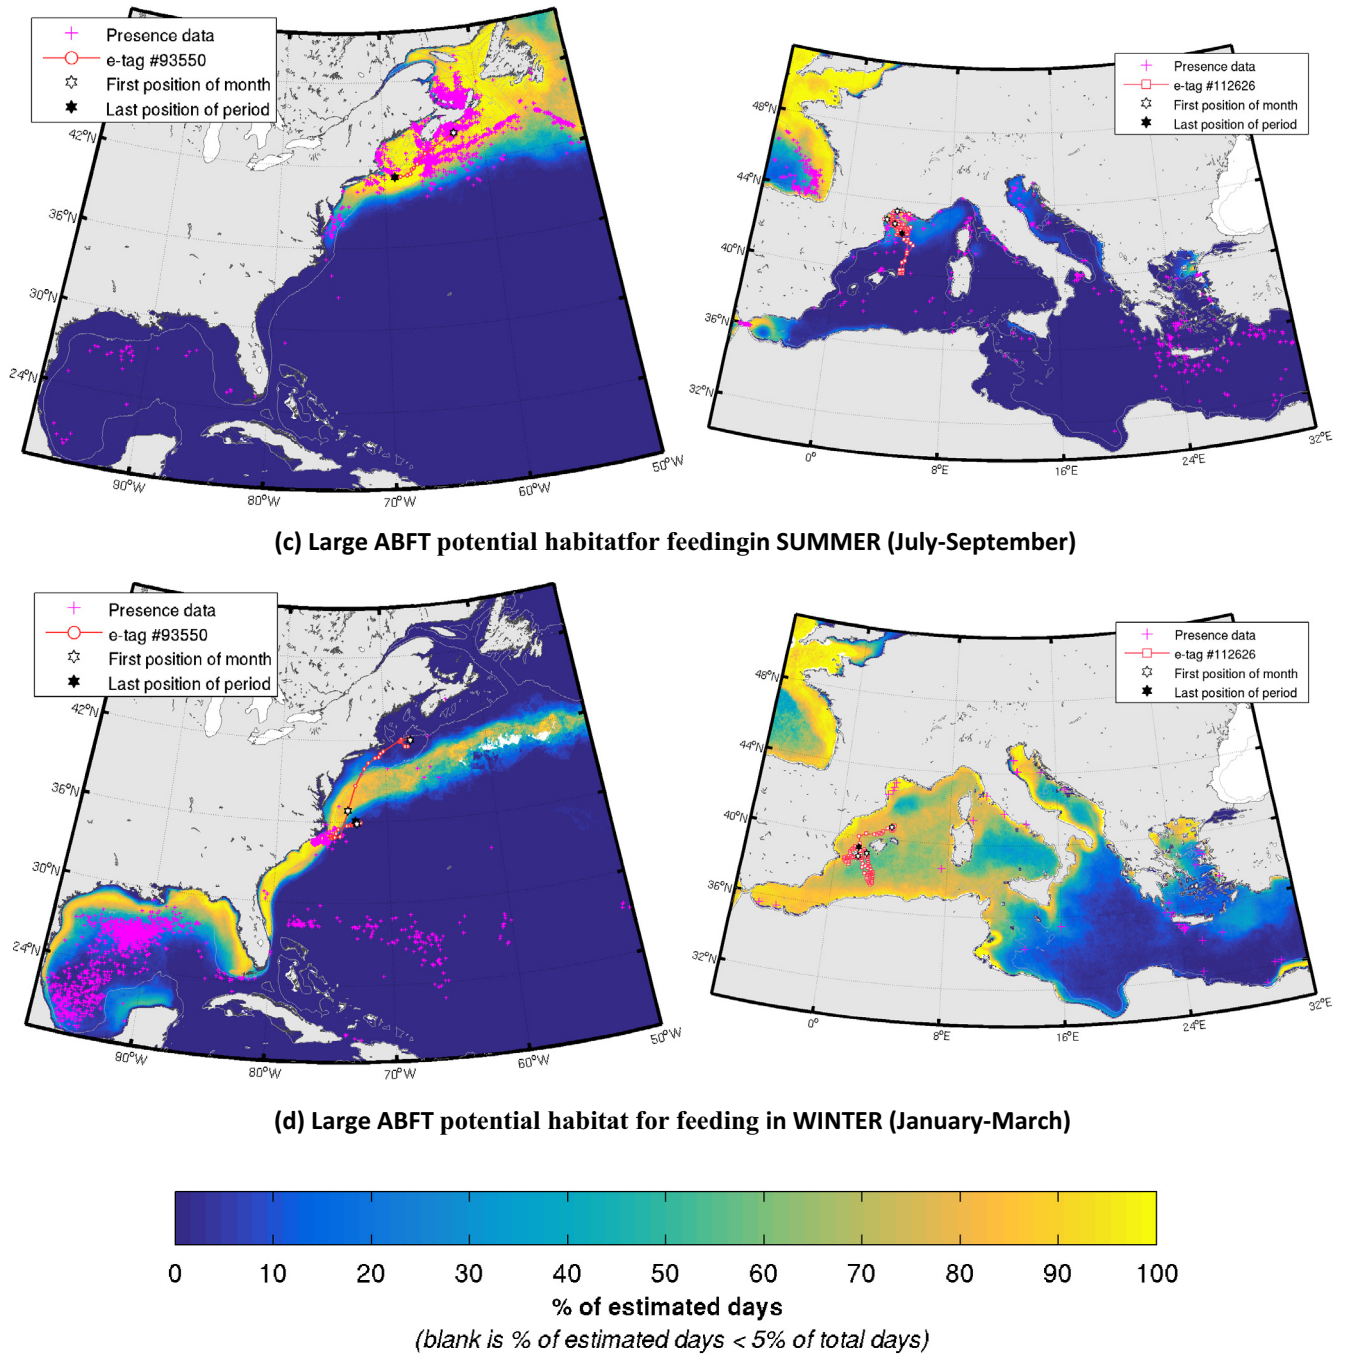 Presence data
e-tag #93550
First position of month
Last position of period
42°N
36°N
30°N
24°N
90°W
80°W
70°W
60°W
50°W
Presence data
e-tag #112626
First position of month
Last position of period
48°N
44°N
40°N
36°N
32°N
0°
8°E
16°E
24°E
32°E
(c) Large ABFT potential habitatfor feedingin SUMMER (July-September)
Presence data
e-tag #93550
First position of month
Last position of period
42°N
36°N
30°N
24°N
90°W
80°W
70°W
60°W
50°W
Presence data
e-tag #112626
First position of month
Last position of period
48°N
44°N
40°N
36°N
32°N
0°
8°E
16°E
24°E
32°E
(d) Large ABFT potential habitat for feeding in WINTER (January-March)
0 10 20 30 40 50 60 70 80 90 100
% of estimated days
(blank is % of estimated days < 5% of total days)